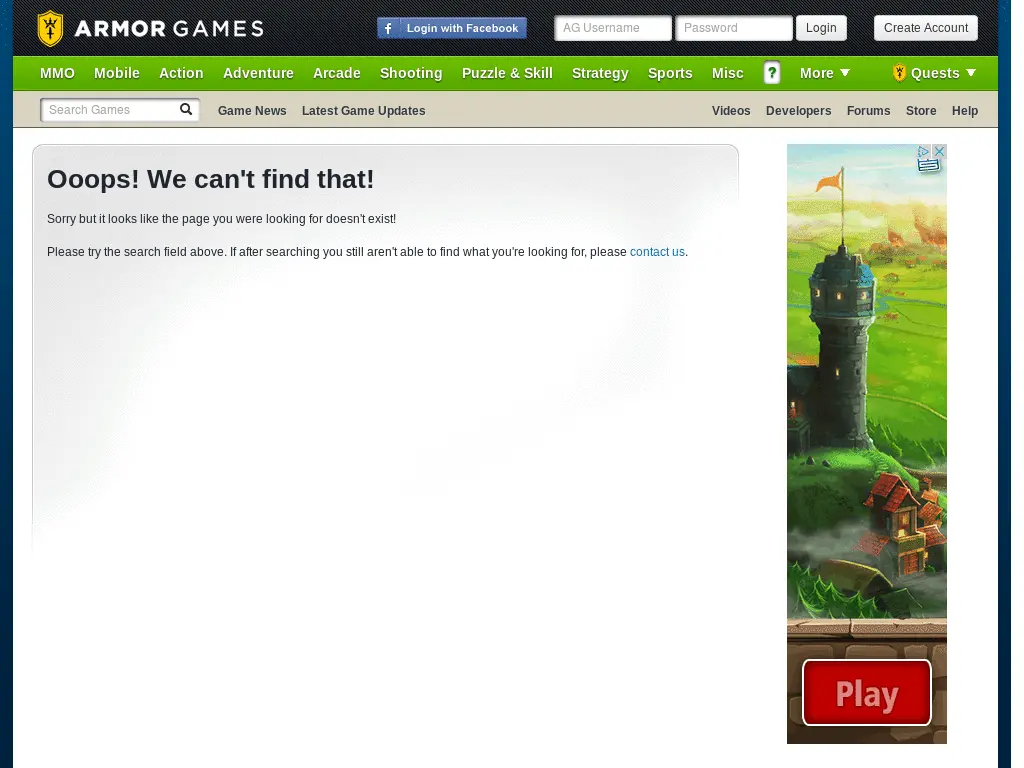 ARMOR GAMES
Login with Facebook
AG Username
Password
Login
Create Account
MMO Mobile Action Adventure Arcade Shooting Puzzle & Skill Strategy Sports Misc ? More Quests
Search Games
Game News Latest Game Updates
Videos Developers Forums Store Help
Ooops! We can't find that!
Sorry but it looks like the page you were looking for doesn't exist!
Please try the search field above. If after searching you still aren't able to find what you're looking for, please contact us.
Play